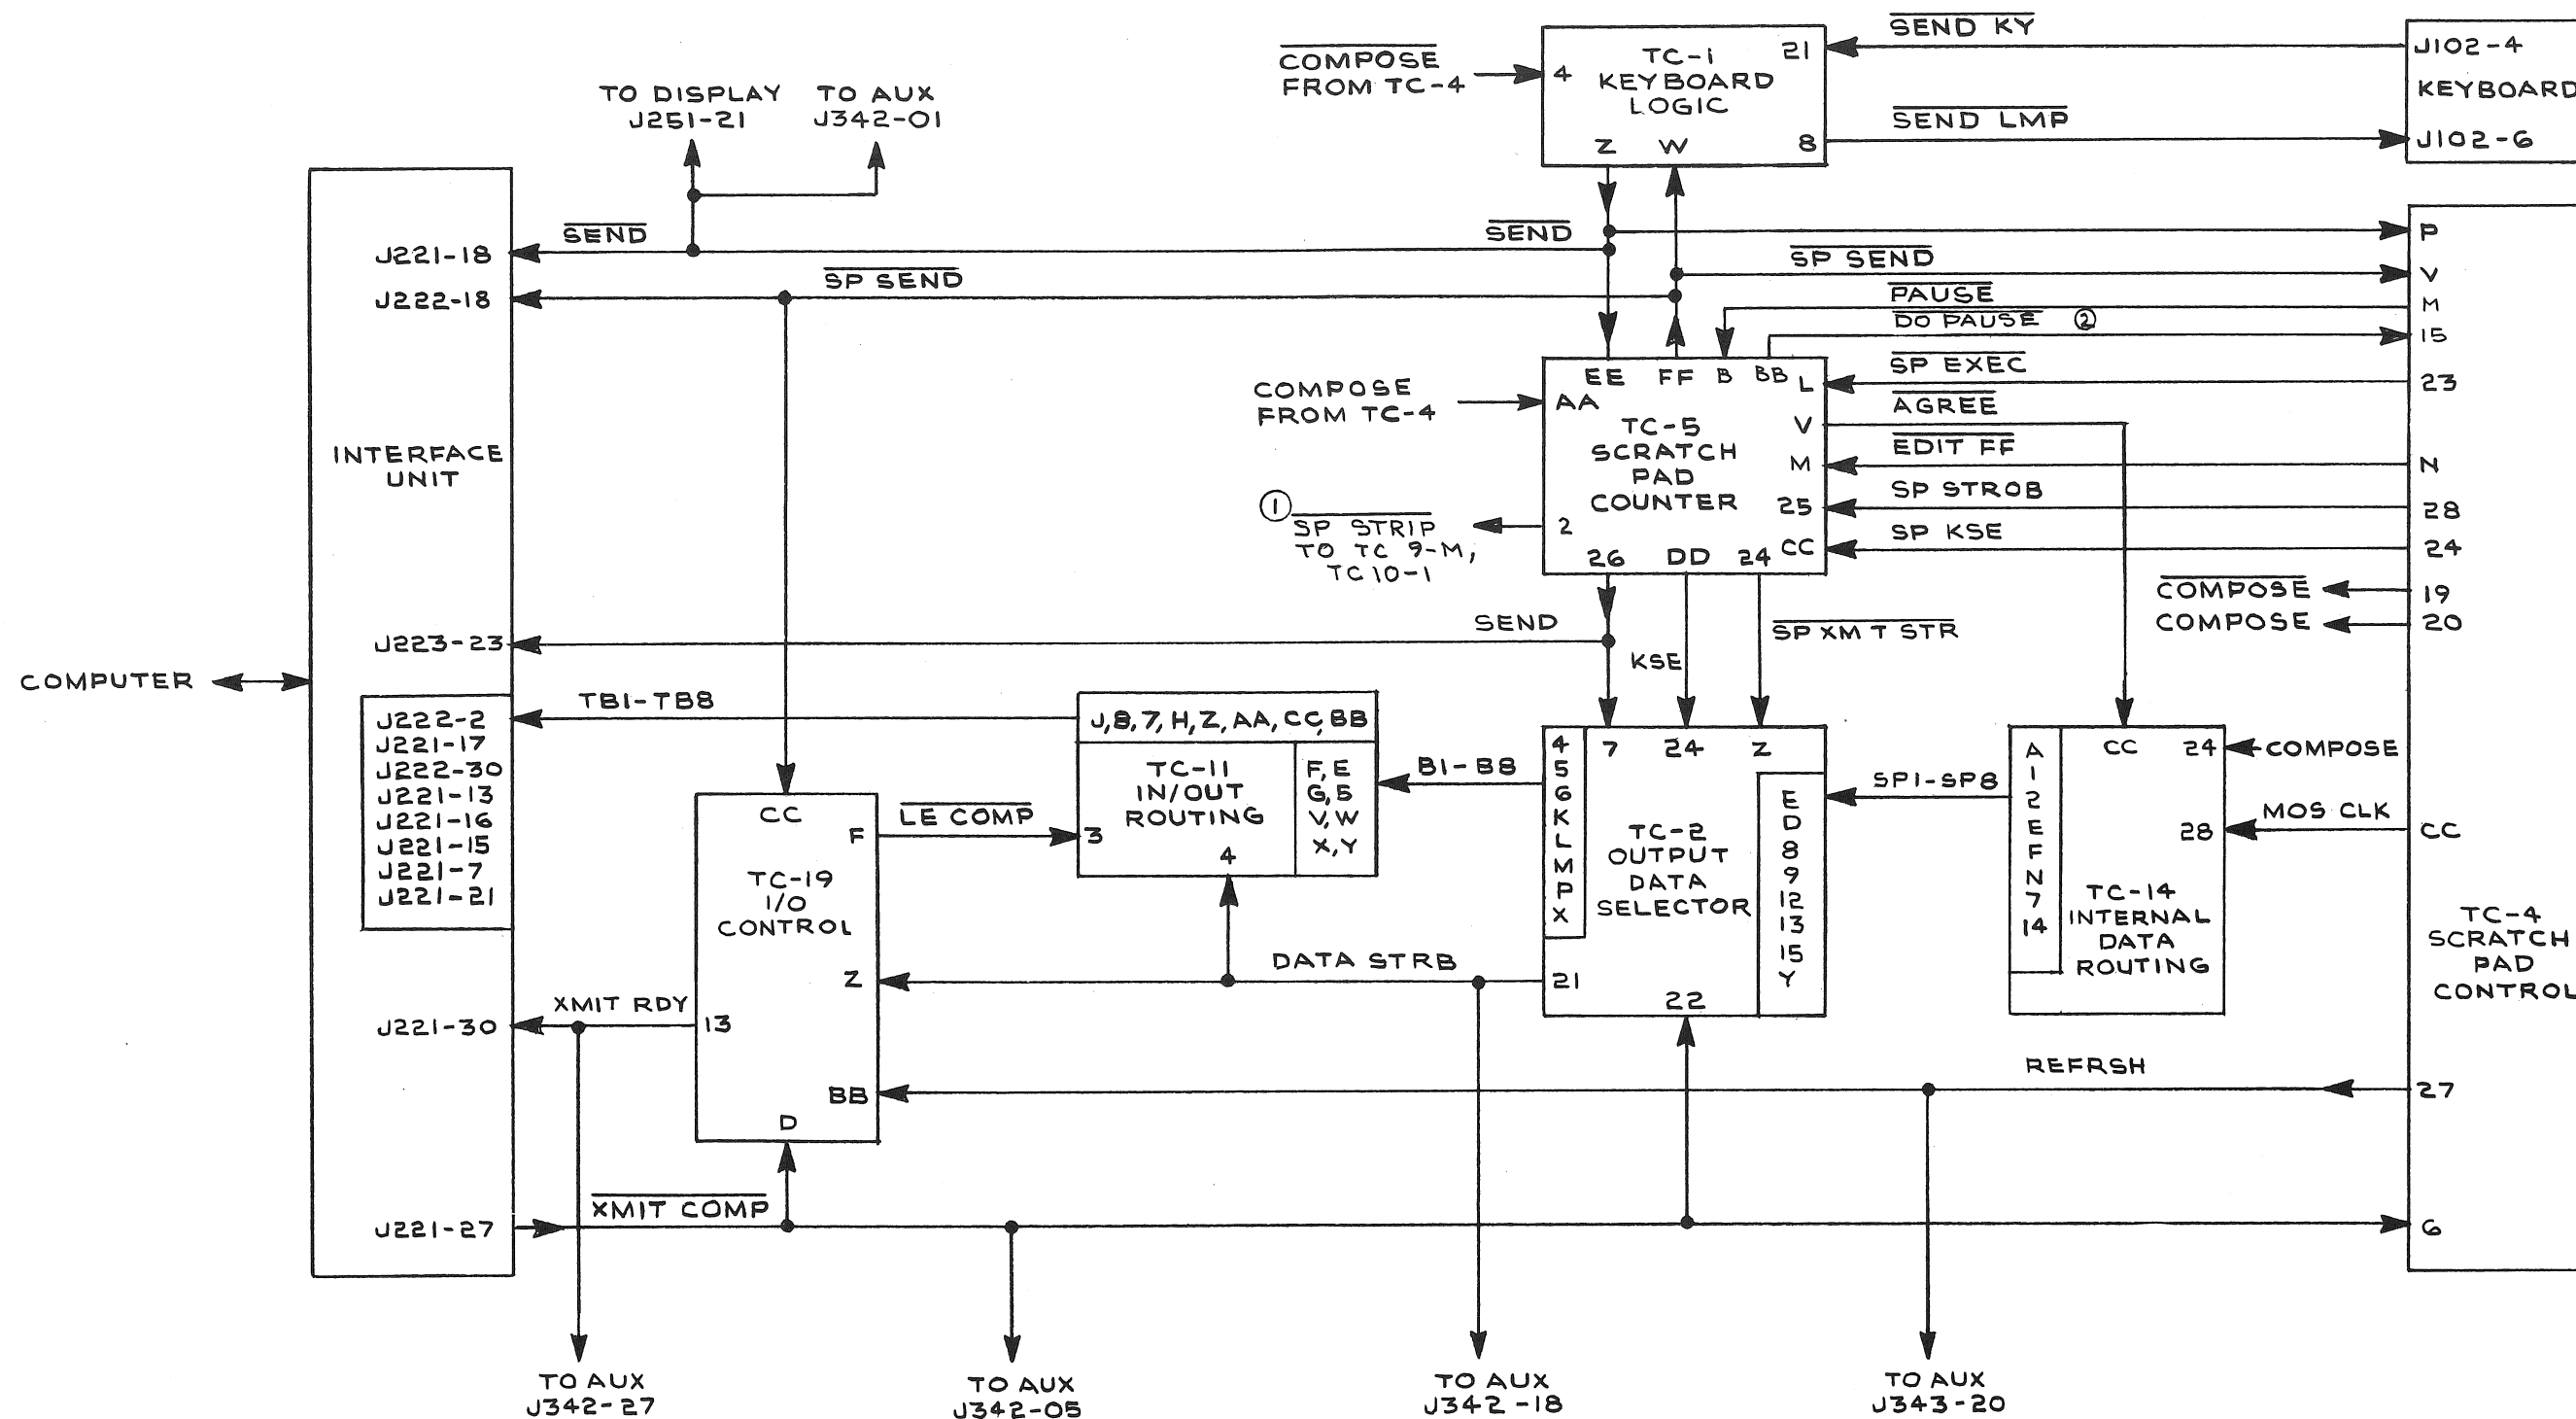 TO DISPLAY
J251-21
TO AUX
J342-01
COMPOSE
FROM TC-4
4
TC-1
KEYBOARD
LOGIC
21
Z
W
8
SEND KY
SEND LMP
J102-4
KEYBOARD
J102-6
J221-18
SEND
SEND
P
J222-18
SP SEND
SP SEND
V
PAUSE
M
DO PAUSE
2
15
INTERFACE
UNIT
COMPOSE
FROM TC-4
EE
FF
B
BB
L
AA
TC-5
SCRATCH
PAD
COUNTER
V
M
25
CC
2
26
DD
24
SP EXEC
23
AGREE
EDIT FF
N
SP STROB
28
SP KSE
24
1
SP STRIP
TO TC 9-M,
TC10-1
COMPOSE
19
COMPOSE
20
J223-23
SEND
KSE
SP XMT STR
COMPUTER
TB1-TB8
J222-2
J221-17
J222-30
J221-13
J221-16
J221-15
J221-7
J221-21
J,8,7,H,Z,AA,CC,BB
TC-11
IN/OUT
ROUTING
F,E
G,5
V,W
X,Y
3
4
B1-B8
4
5
6
K
L
M
P
X
7
24
Z
TC-2
OUTPUT
DATA
SELECTOR
E
D
8
9
12
13
15
Y
21
22
SP1-SP8
A
1
2
E
F
N
7
14
CC
24
28
TC-14
INTERNAL
DATA
ROUTING
COMPOSE
MOS CLK
CC
CC
F
TC-19
I/O
CONTROL
Z
13
BB
D
LE COMP
DATA STRB
TC-4
SCRATCH
PAD
CONTROL
J221-30
XMIT RDY
REFRSH
27
J221-27
XMIT COMP
6
TO AUX
J342-27
TO AUX
J342-05
TO AUX
J342-18
TO AUX
J343-20